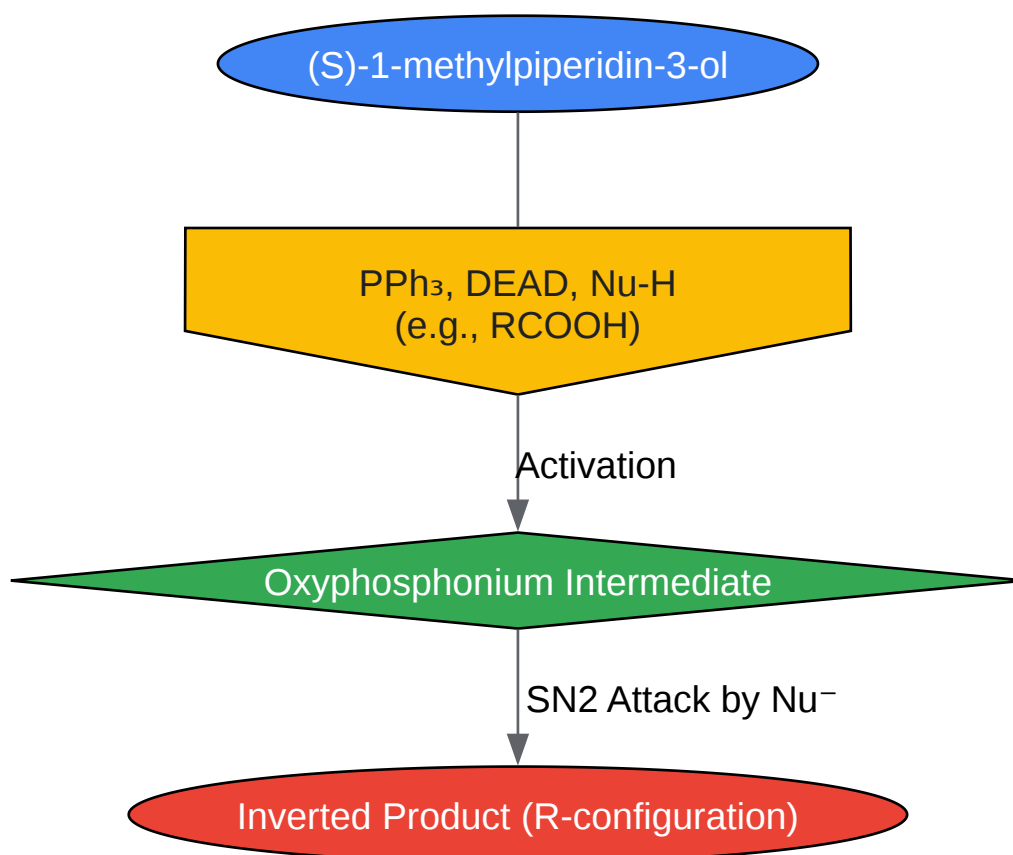 (S)-1-methylpiperidin-3-ol
PPh₃, DEAD, Nu-H
(e.g., RCOOH)
Activation
Oxyphosphonium Intermediate
SN2 Attack by Nu⁻
Inverted Product (R-configuration)